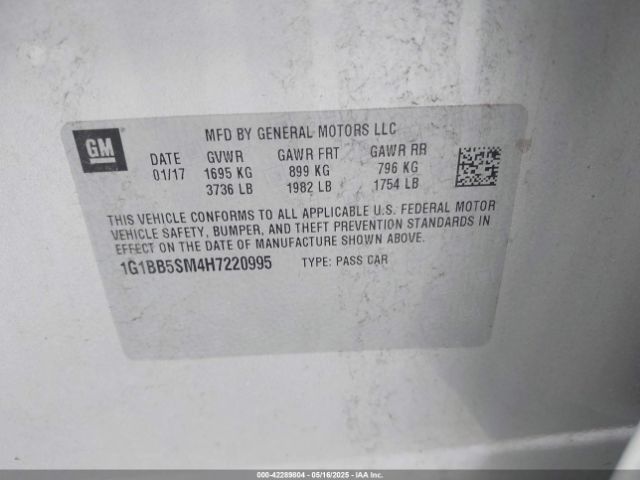 GM
MFD BY GENERAL MOTORS LLC
DATE GVWR GAWR FRT GAWR RR
01/17 1695 KG 899 KG 796 KG
3736 LB 1982 LB 1754 LB
THIS VEHICLE CONFORMS TO ALL APPLICABLE U.S. FEDERAL MOTOR
VEHICLE SAFETY, BUMPER, AND THEFT PREVENTION STANDARDS IN
EFFECT ON THE DATE OF MANUFACTURE SHOWN ABOVE.
1G1BB5SM4H7220995 TYPE: PASS CAR
000-42289804 - 05/16/2025 - IAAI.COM